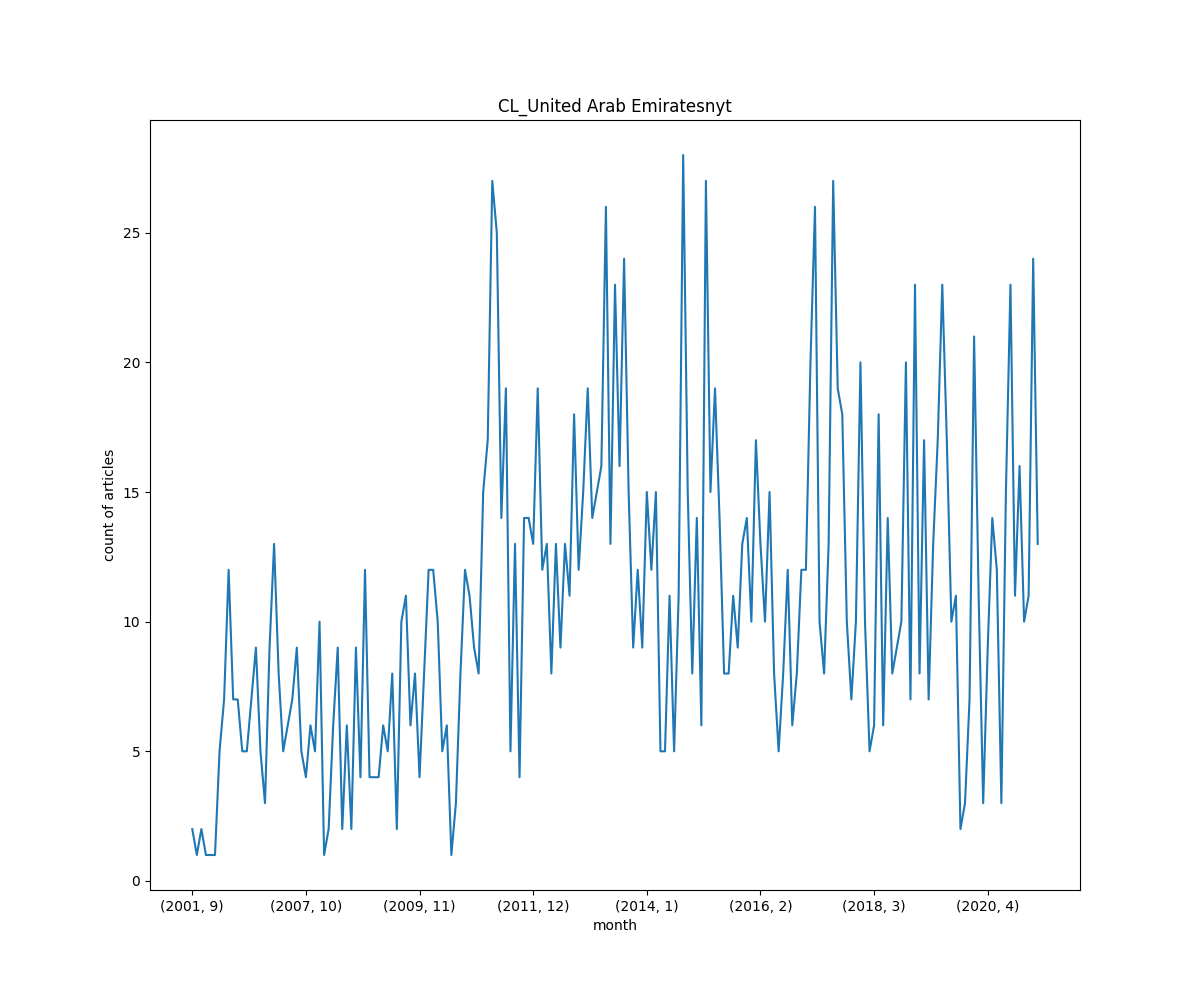 CL_United Arab Emiratesnyt
25
20
15
10
5
0
count of articles
(2001, 9) (2007, 10) (2009, 11) (2011, 12) (2014, 1) (2016, 2) (2018, 3) (2020, 4)
month